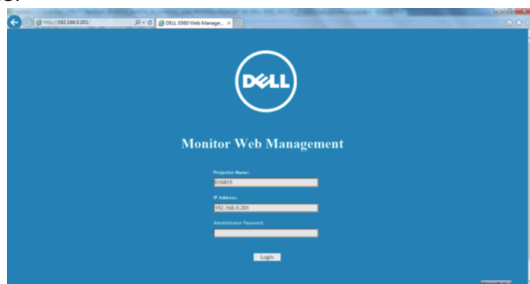 http://192.168.0.201/
DELL S560 Web Manage...
DELL
Monitor Web Management
Projector Name:
IP Address:
192.168.0.201
Administrator Password:
Login